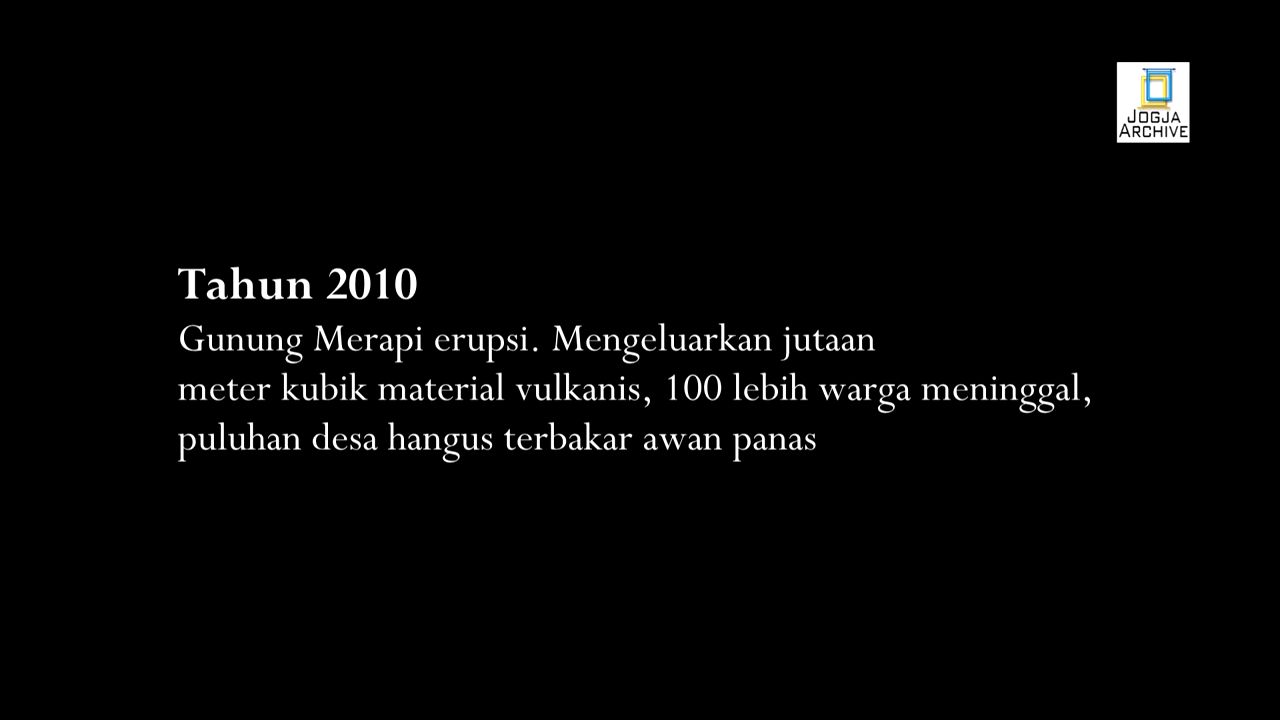 JOGJA
ARCHIVE
Tahun 2010
Gunung Merapi erupsi. Mengeluarkan jutaan
meter kubik material vulkanis, 100 lebih warga meninggal,
puluhan desa hangus terbakar awan panas